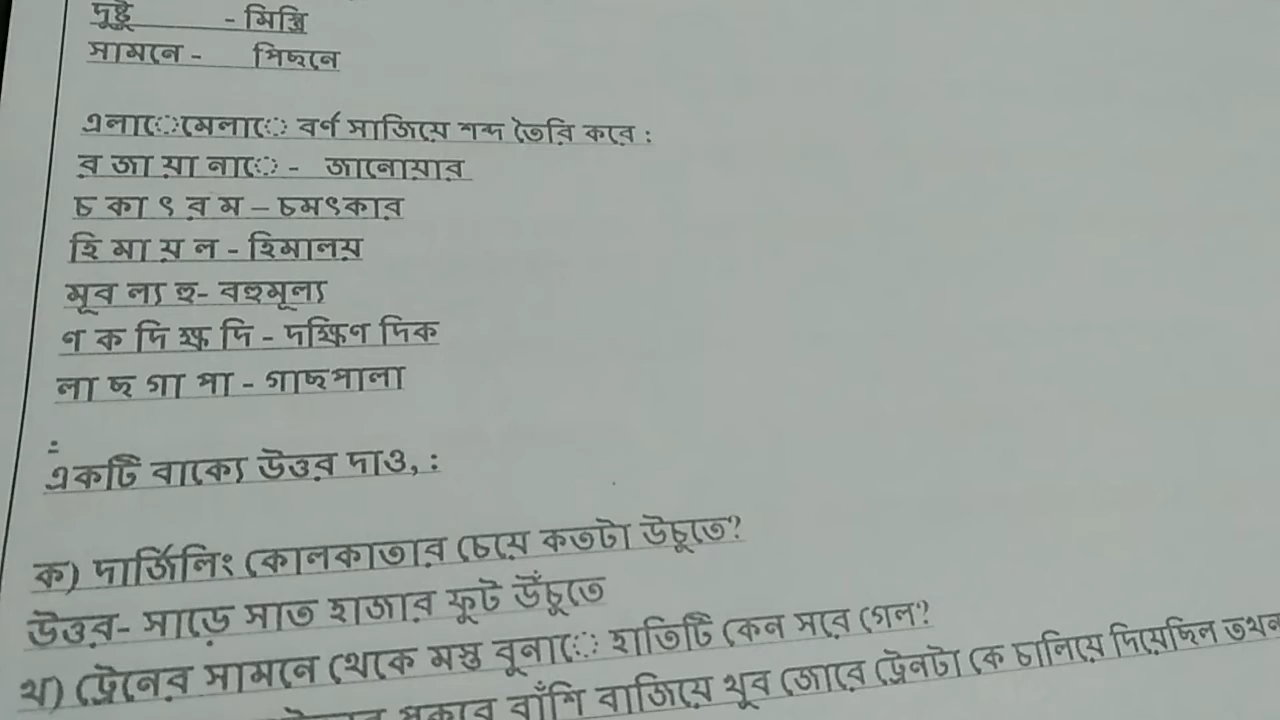 দুষ্টু - মিষ্টি
সামনে - পিছনে
এলোমেলো বর্ণ সাজিয়ে শব্দ তৈরি করে :
র জা য়া নো - জানোয়ার
চ কা ৎ র ম – চমৎকার
হি মা য় ল - হিমালয়
মূব ল্য হু- বহুমূল্য
ণ ক দি ক্ষ দি - দক্ষিণ দিক
লা ছ গা পা - গাছপালা
একটি বাক্যে উত্তর দাও, :
ক) দার্জিলিং কোলকাতার চেয়ে কতটা উচুতে?
উত্তর- সাড়ে সাত হাজার ফুট উঁচুতে
খ) ট্রেনের সামনে থেকে মস্ত বুনো হাতিটি কেন সরে গেল?
বাঁশি বাজিয়ে খুব জোরে ট্রেনটা কে চালিয়ে দিয়েছিল তখন